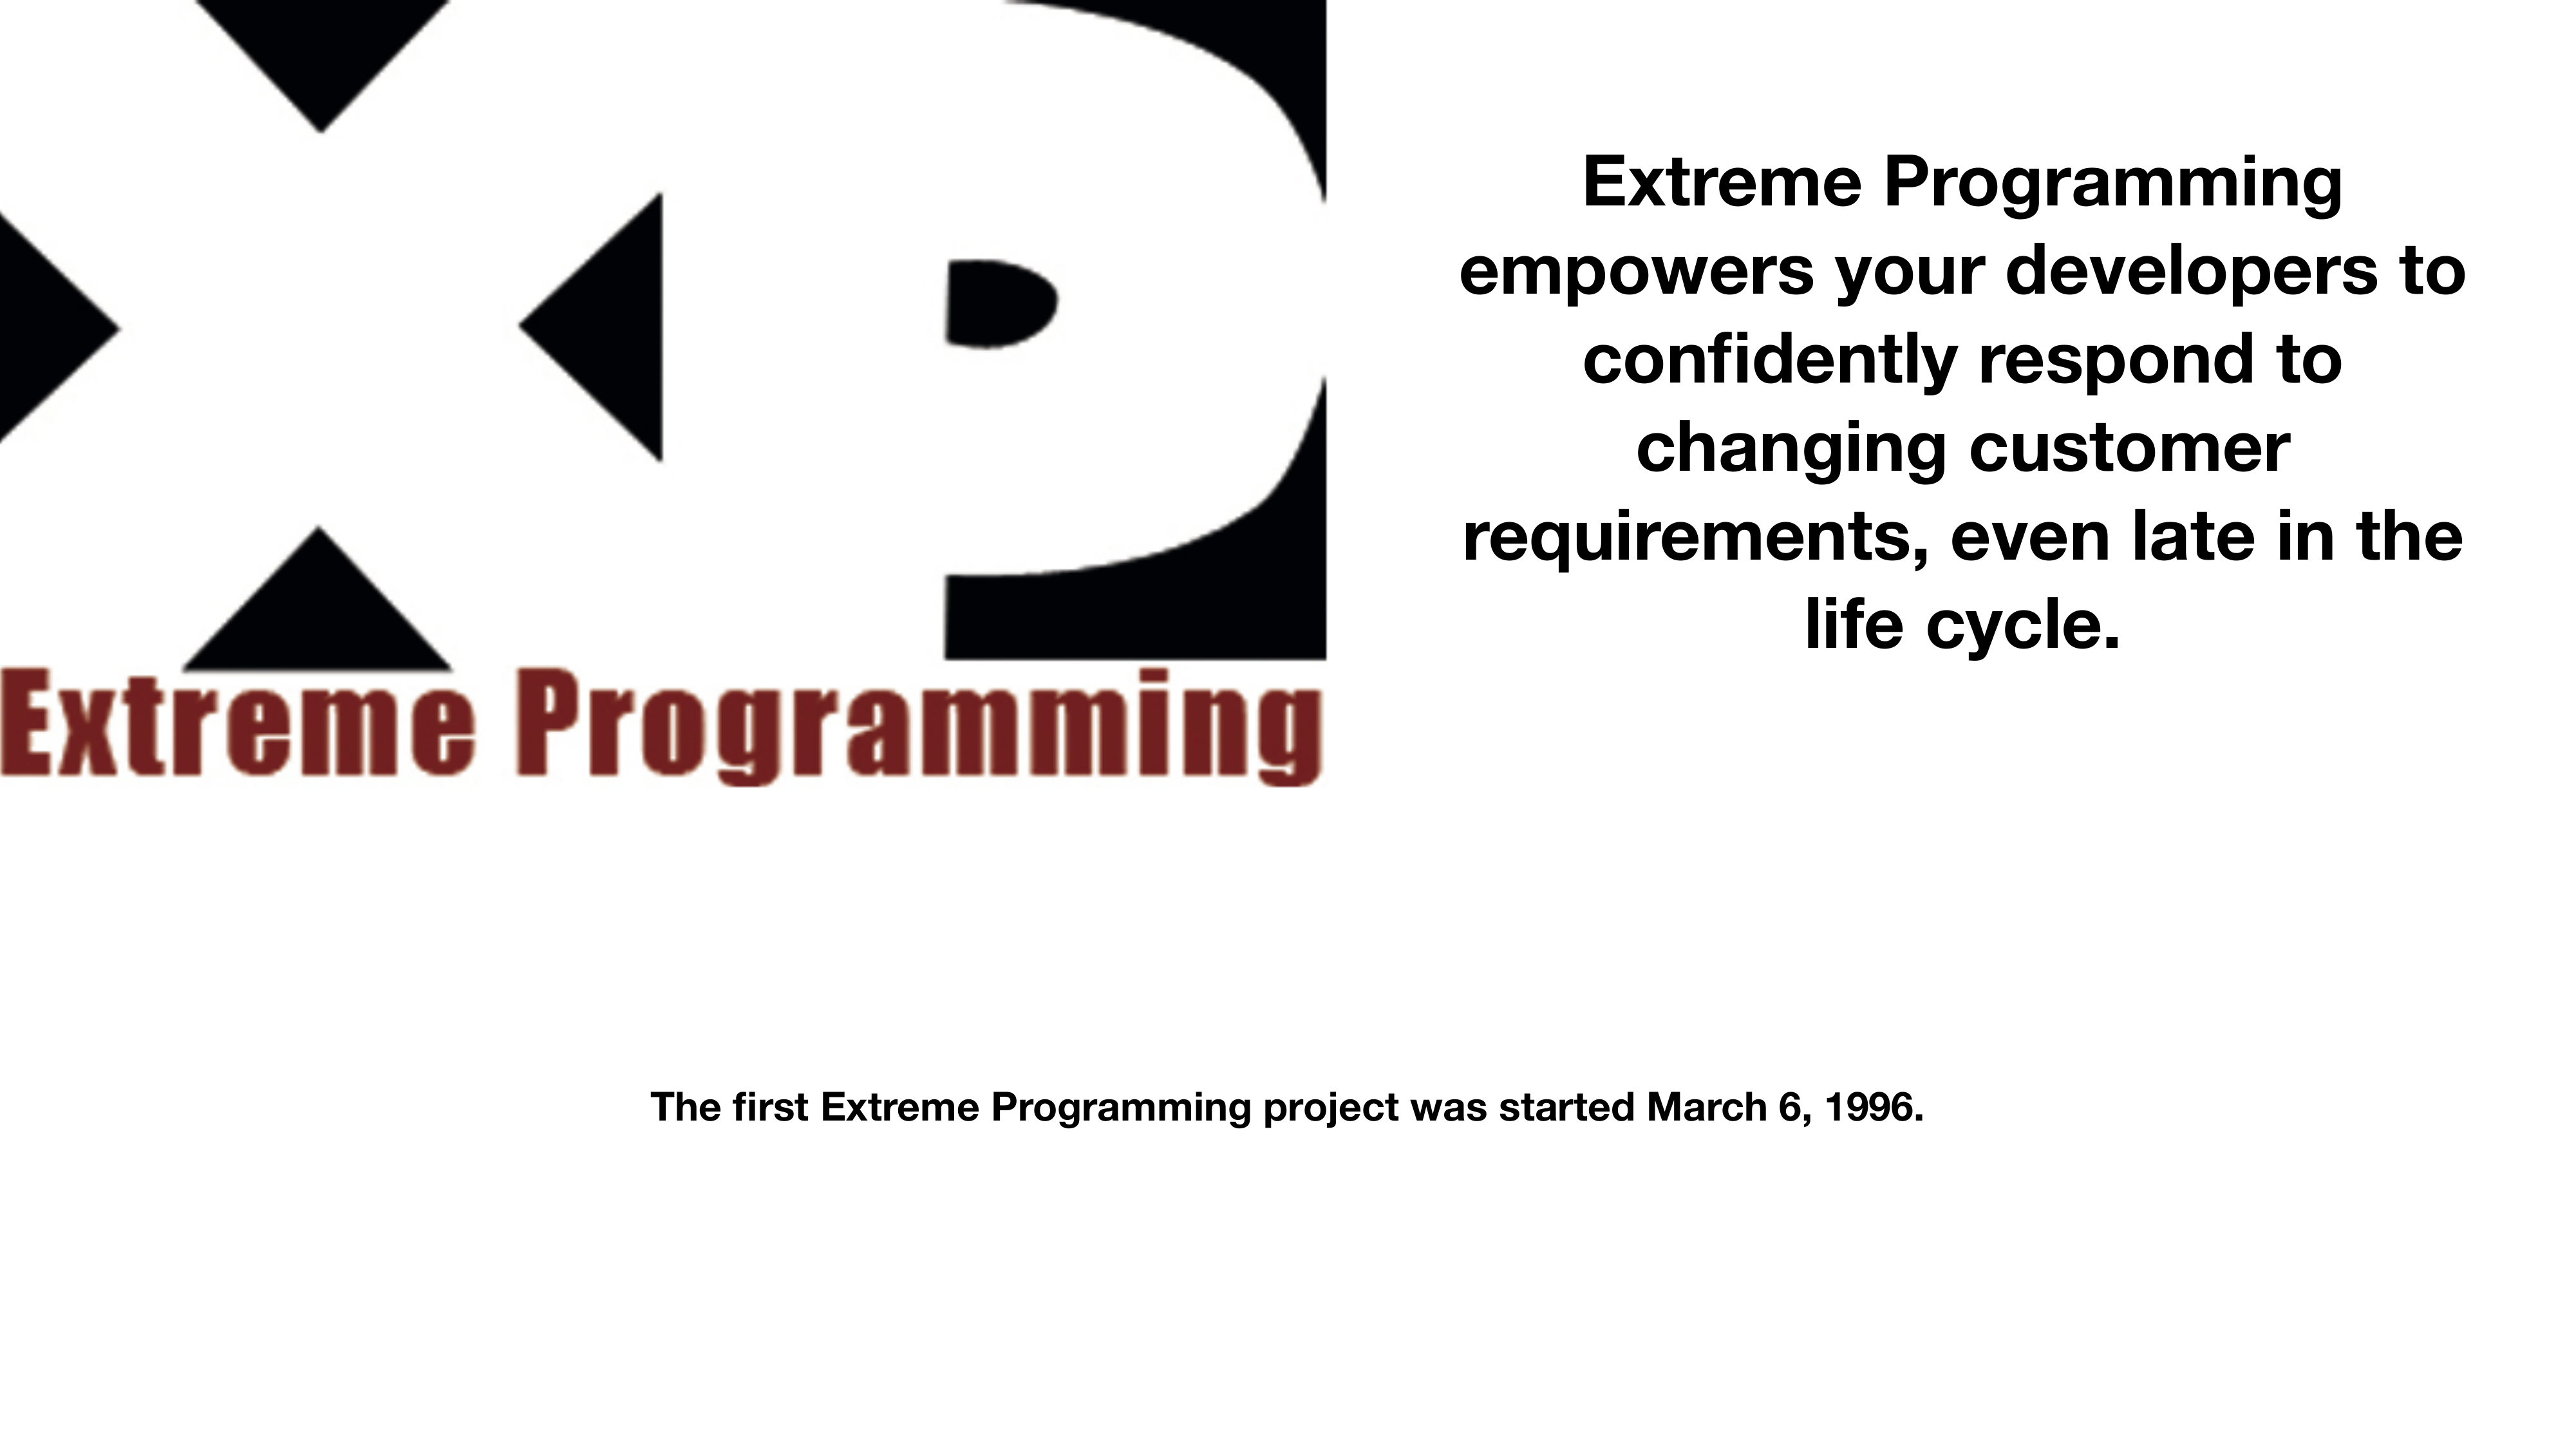 XP
Extreme Programming
Extreme Programming
empowers your developers to
confidently respond to
changing customer
requirements, even late in the
life cycle.
The first Extreme Programming project was started March 6, 1996.